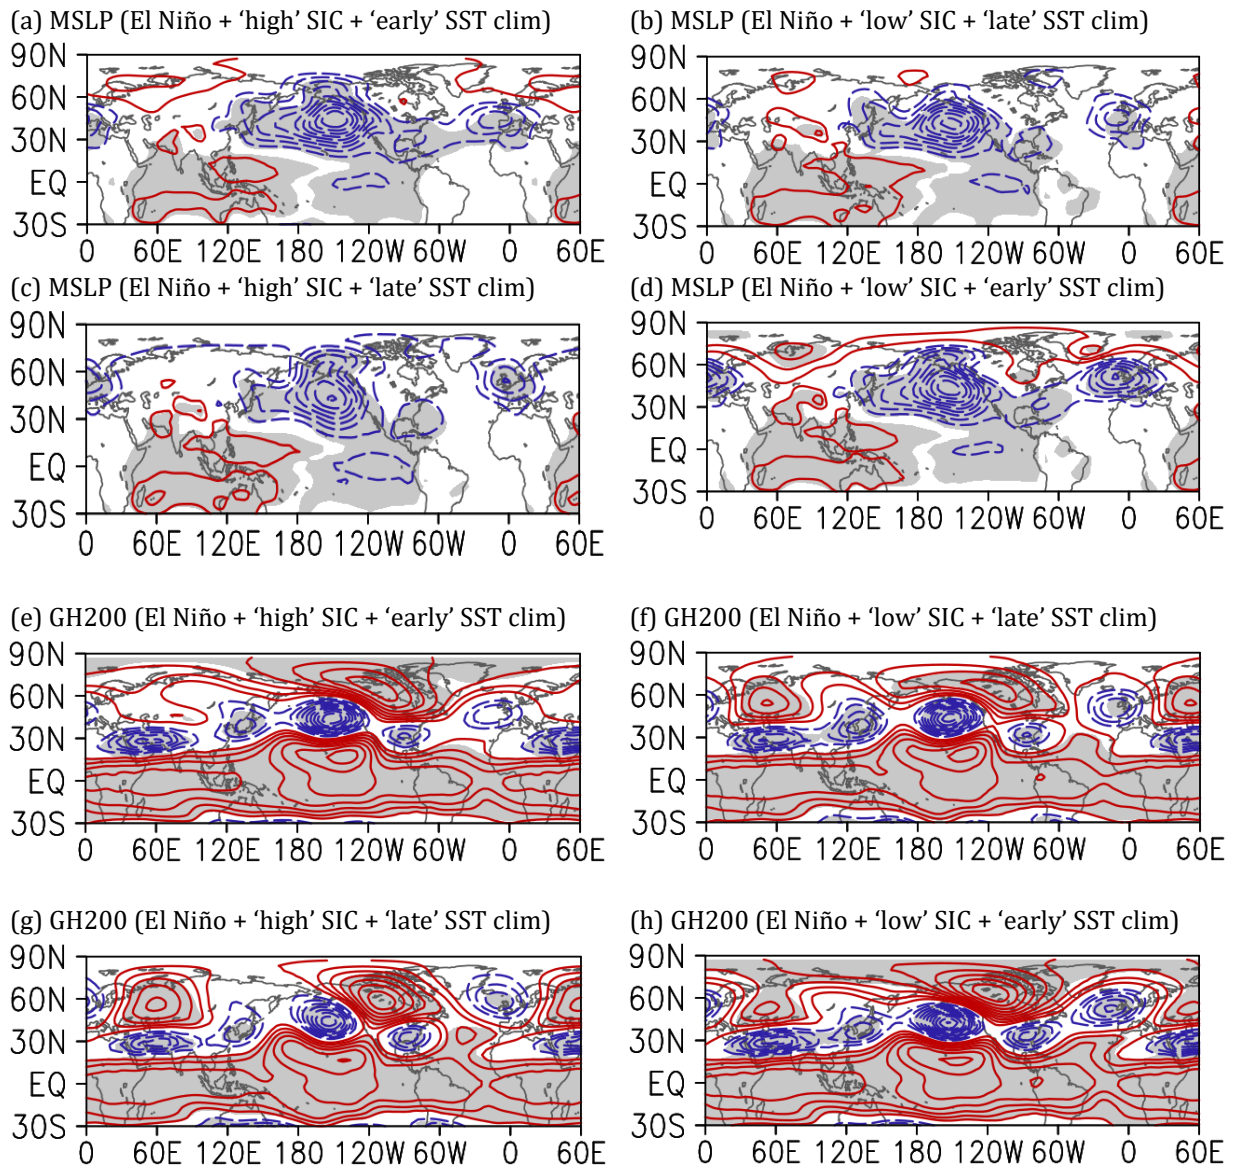 (a) MSLP (El Niño + ‘high’ SIC + ‘early’ SST clim)
90N
60N
30N
EQ
30S
0 60E 120E 180 120W 60W 0 60E
(b) MSLP (El Niño + ‘low’ SIC + ‘late’ SST clim)
90N
60N
30N
EQ
30S
0 60E 120E 180 120W 60W 0 60E
(c) MSLP (El Niño + ‘high’ SIC + ‘late’ SST clim)
90N
60N
30N
EQ
30S
0 60E 120E 180 120W 60W 0 60E
(d) MSLP (El Niño + ‘low’ SIC + ‘early’ SST clim)
90N
60N
30N
EQ
30S
0 60E 120E 180 120W 60W 0 60E
(e) GH200 (El Niño + ‘high’ SIC + ‘early’ SST clim)
90N
60N
30N
EQ
30S
0 60E 120E 180 120W 60W 0 60E
(f) GH200 (El Niño + ‘low’ SIC + ‘late’ SST clim)
90N
60N
30N
EQ
30S
0 60E 120E 180 120W 60W 0 60E
(g) GH200 (El Niño + ‘high’ SIC + ‘late’ SST clim)
90N
60N
30N
EQ
30S
0 60E 120E 180 120W 60W 0 60E
(h) GH200 (El Niño + ‘low’ SIC + ‘early’ SST clim)
90N
60N
30N
EQ
30S
0 60E 120E 180 120W 60W 0 60E